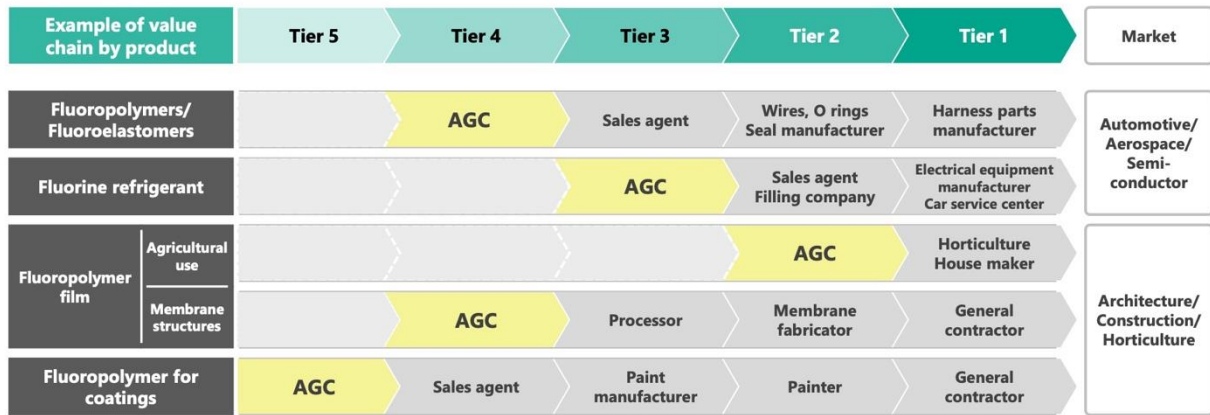 Example of value
chain by product
Tier 5
Tier 4
Tier 3
Tier 2
Tier 1
Market
Fluoropolymers/
Fluoroelastomers
AGC
Sales agent
Wires, O rings
Seal manufacturer
Harness parts
manufacturer
Automotive/
Aerospace/
Semi-
conductor
Fluorine refrigerant
AGC
Sales agent
Filling company
Electrical equipment
manufacturer
Car service center
Fluoropolymer
film
Agricultural
use
AGC
Horticulture
House maker
Membrane
structures
AGC
Processor
Membrane
fabricator
General
contractor
Architecture/
Construction/
Horticulture
Fluoropolymer for
coatings
AGC
Sales agent
Paint
manufacturer
Painter
General
contractor